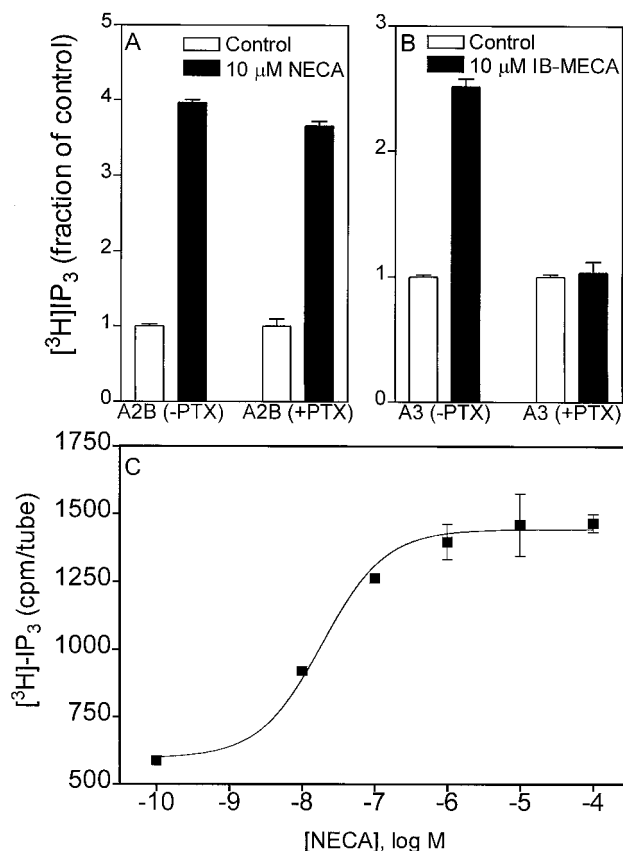 A
Control
10 μM NECA
B
Control
10 μM IB-MECA
[³H]IP₃ (fraction of control)
5
4
3
2
1
0
3
2
1
0
A2B (-PTX)
A2B (+PTX)
A3 (-PTX)
A3 (+PTX)
C
[³H]-IP₃ (cpm/tube)
1750
1500
1250
1000
750
500
-10
-9
-8
-7
-6
-5
-4
[NECA], log M